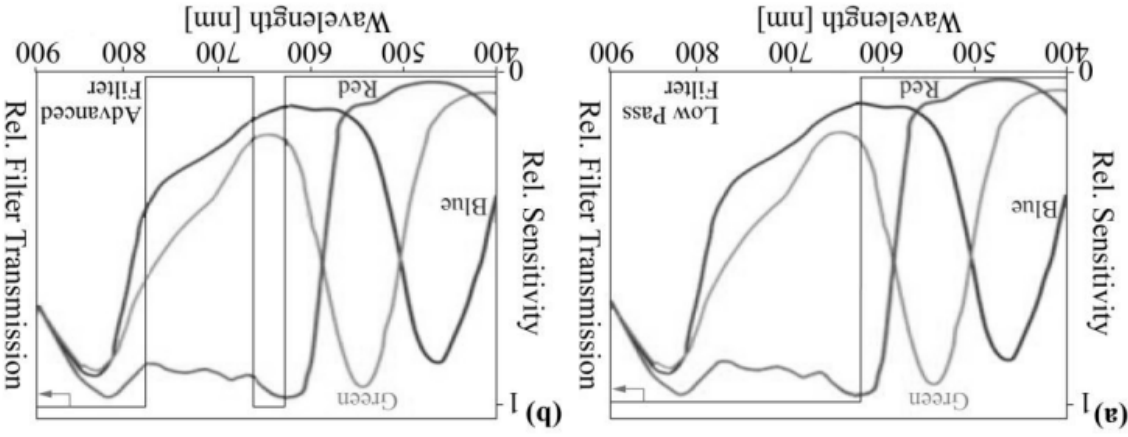 (a)
1
Green
Rel. Sensitivity
Blue
Red
Low Pass
Filter
0
400
500
600
700
800
900
Wavelength [nm]
Rel. Filter Transmission
(b)
1
Green
Rel. Sensitivity
Blue
Red
Advanced
Filter
0
400
500
600
700
800
900
Wavelength [nm]
Rel. Filter Transmission